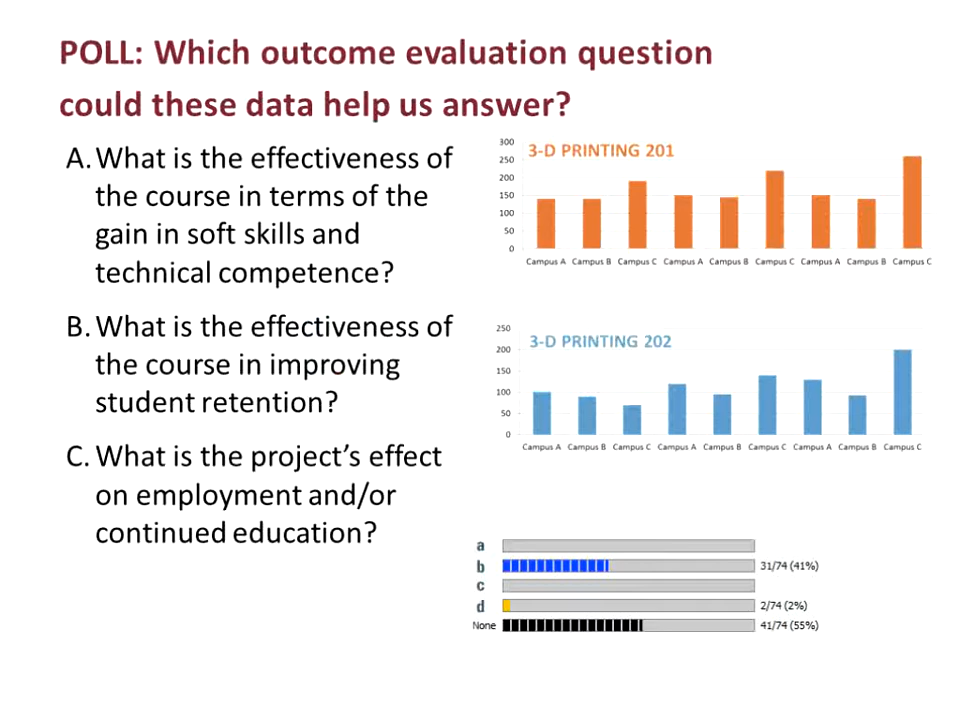 POLL: Which outcome evaluation question
could these data help us answer?
A. What is the effectiveness of
the course in terms of the
gain in soft skills and
technical competence?
B. What is the effectiveness of
the course in improving
student retention?
C. What is the project's effect
on employment and/or
continued education?
3-D PRINTING 201
300
250
200
150
100
50
0
Campus A Campus B Campus C Campus A Campus B Campus C Campus A Campus B Campus C
3-D PRINTING 202
250
200
150
100
50
0
Campus A Campus B Campus C Campus A Campus B Campus C Campus A Campus B Campus C
a
b 31/74 (41%)
c
d 2/74 (2%)
None 41/74 (55%)